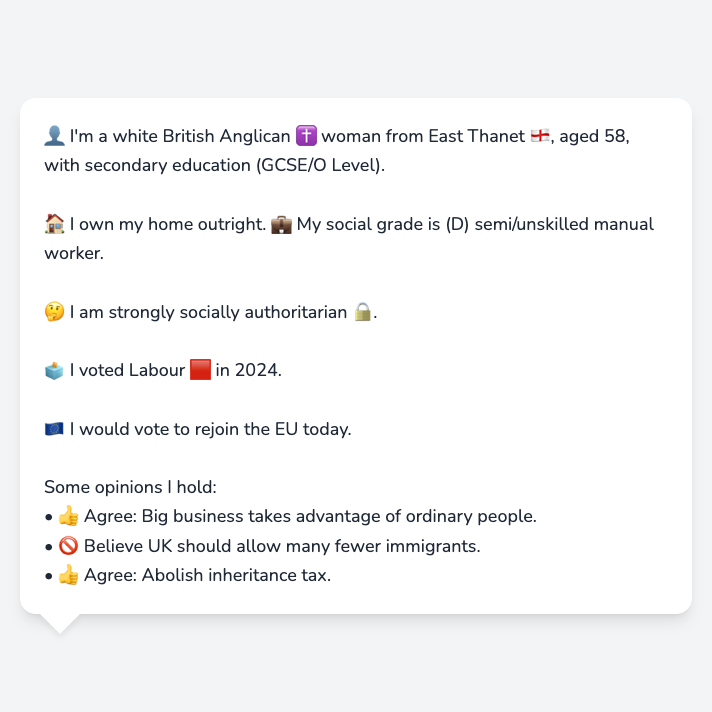 👤 I'm a white British Anglican ✝️ woman from East Thanet 🏴󠁧󠁢󠁥󠁮󠁧󠁿, aged 58,
with secondary education (GCSE/O Level).
🏠 I own my home outright. 💼 My social grade is (D) semi/unskilled manual
worker.
🤔 I am strongly socially authoritarian 🔒.
🗳️ I voted Labour 🟥 in 2024.
🇪🇺 I would vote to rejoin the EU today.
Some opinions I hold:
• 👍 Agree: Big business takes advantage of ordinary people.
• 🚫 Believe UK should allow many fewer immigrants.
• 👍 Agree: Abolish inheritance tax.